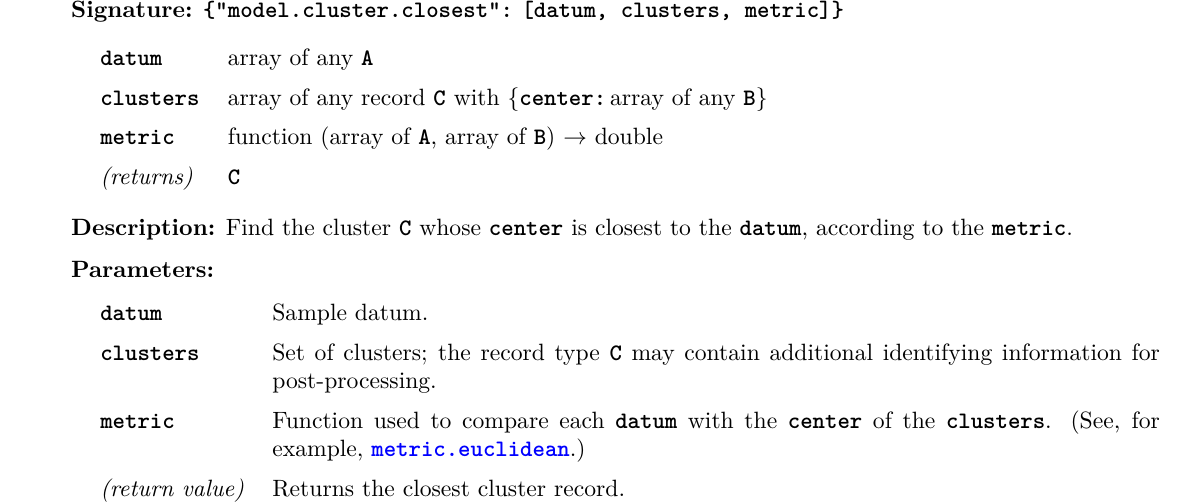 Signature: {"model.cluster.closest": [datum, clusters, metric]}
datum array of any A
clusters array of any record C with {center: array of any B}
metric function (array of A, array of B) → double
(returns) C
Description: Find the cluster C whose center is closest to the datum, according to the metric.
Parameters:
datum Sample datum.
clusters Set of clusters; the record type C may contain additional identifying information for
post-processing.
metric Function used to compare each datum with the center of the clusters. (See, for
example, metric.euclidean.)
(return value) Returns the closest cluster record.